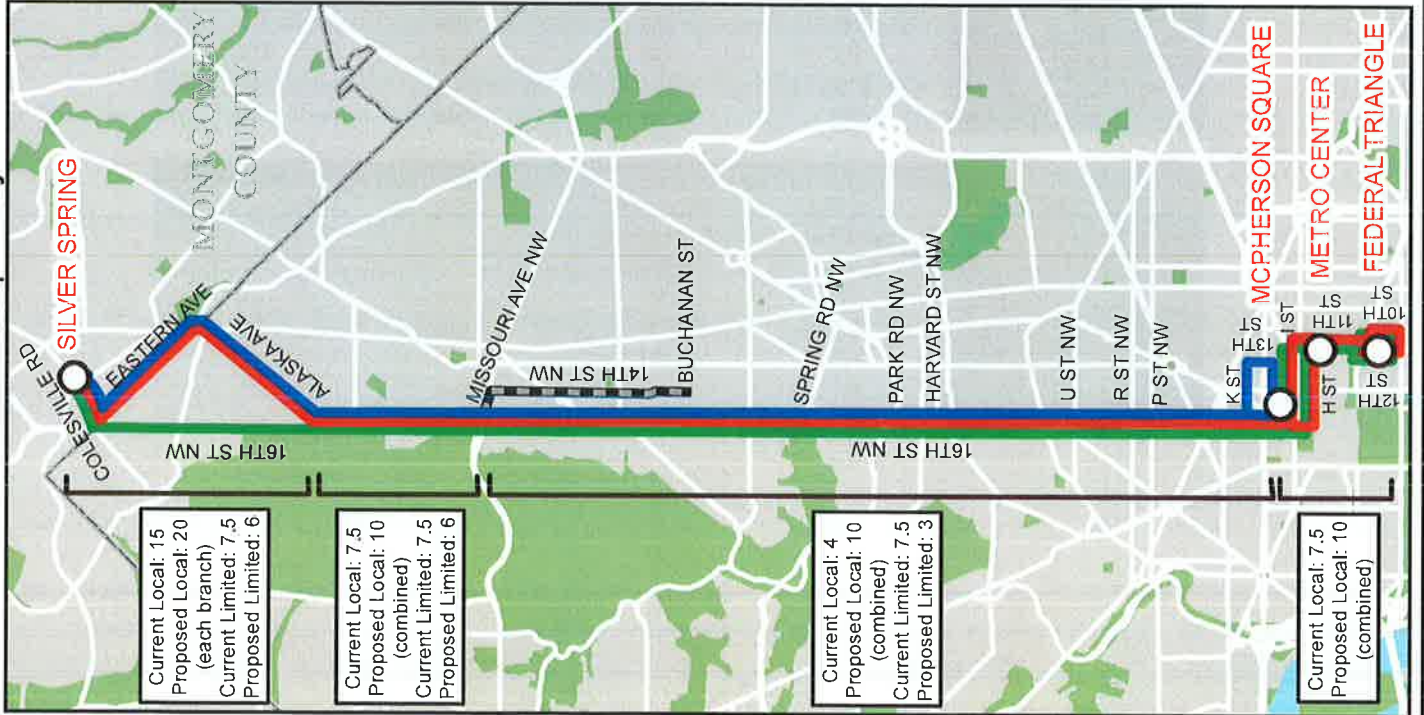 SILVER SPRING
COLESVILLE RD
EASTERN AVE
MONTGOMERY
COUNTY
ALASKA AVE
16TH ST NW
Current Local: 15
Proposed Local: 20
(each branch)
Current Limited: 7.5
Proposed Limited: 6
Current Local: 7.5
Proposed Local: 10
(combined)
Current Limited: 7.5
Proposed Limited: 6
MISSOURI AVE NW
14TH ST NW
BUCHANAN ST
SPRING RD NW
PARK RD NW
HARVARD ST NW
16TH ST NW
Current Local: 4
Proposed Local: 10
(combined)
Current Limited: 7.5
Proposed Limited: 3
U ST NW
R ST NW
P ST NW
K ST
13TH
ST
MCPHERSON SQUARE
I ST
H ST
11TH
ST
METRO CENTER
12TH
ST
10TH
ST
FEDERAL TRIANGLE
Current Local: 7.5
Proposed Local: 10
(combined)